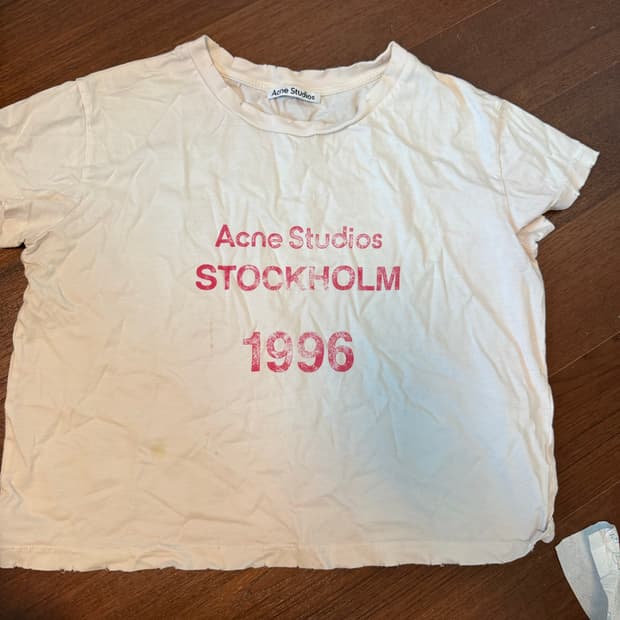 Acne Studios
Acne Studios
STOCKHOLM
1996